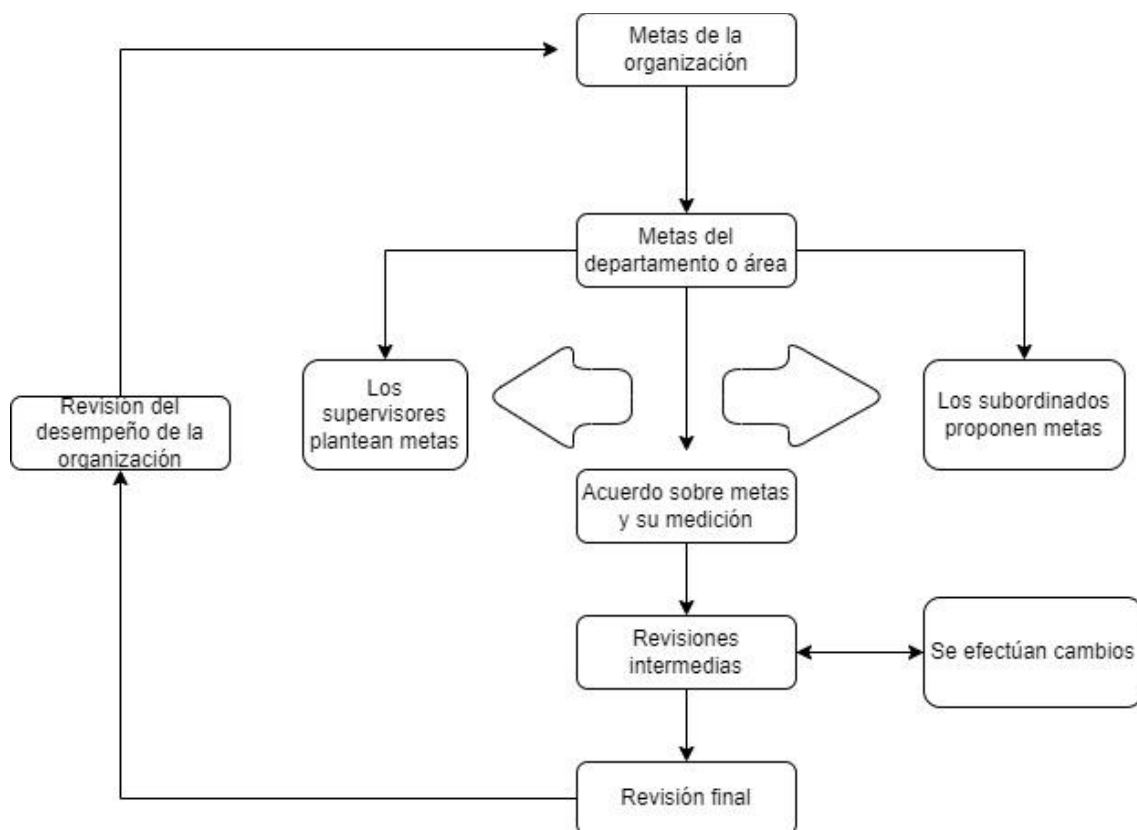 Metas de la
organización
Metas del
departamento o área
Los
supervisores
plantean metas
Los subordinados
proponen metas
Revisión del
desempeño de la
organización
Acuerdo sobre metas
y su medición
Revisiones
intermedias
Se efectúan cambios
Revisión final